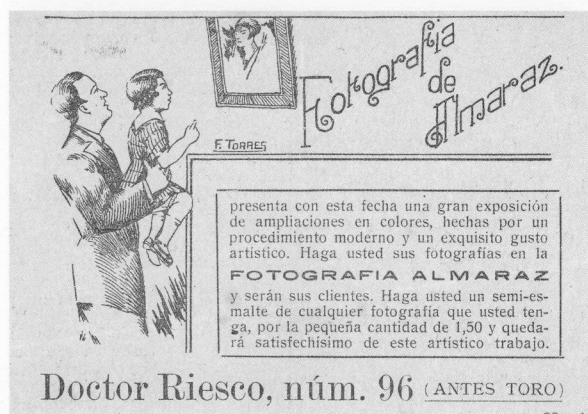 Fotografia
de
Almaraz.
F. TORRES
presenta con esta fecha una gran exposición
de ampliaciones en colores, hechas por un
procedimiento moderno y un exquisito gusto
artístico. Haga usted sus fotografías en la
FOTOGRAFIA ALMARAZ
y serán sus clientes. Haga usted un semi-es-
malte de cualquier fotografía que usted ten-
ga, por la pequeña cantidad de 1,50 y queda-
rá satisfechísimo de este artístico trabajo.
Doctor Riesco, núm. 96 (ANTES TORO)